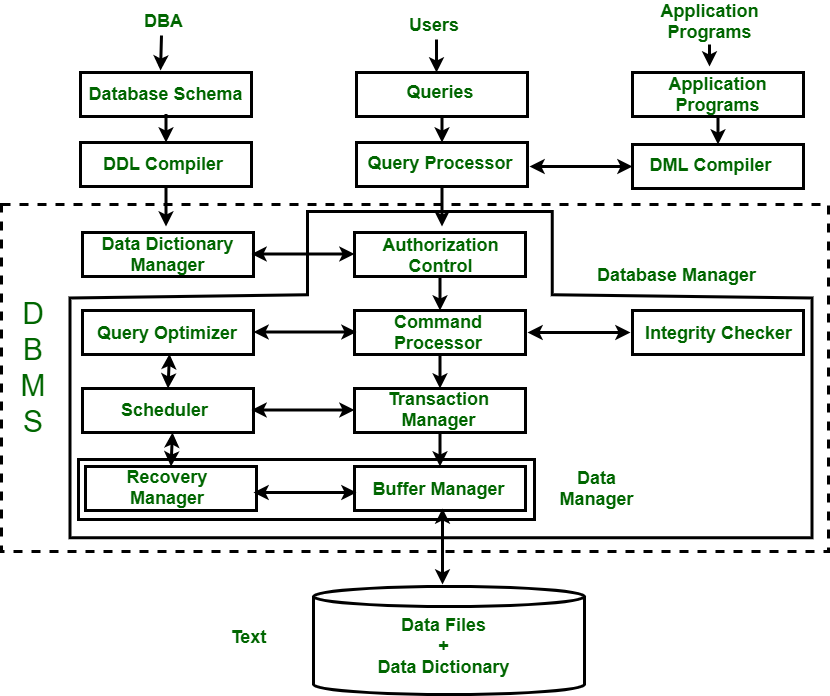 DBA
Users
Application
Programs
Database Schema
Queries
Application
Programs
DDL Compiler
Query Processor
DML Compiler
Data Dictionary
Manager
Authorization
Control
Database Manager
D
B
M
S
Query Optimizer
Command
Processor
Integrity Checker
Scheduler
Transaction
Manager
Recovery
Manager
Buffer Manager
Data
Manager
Text
Data Files
+
Data Dictionary